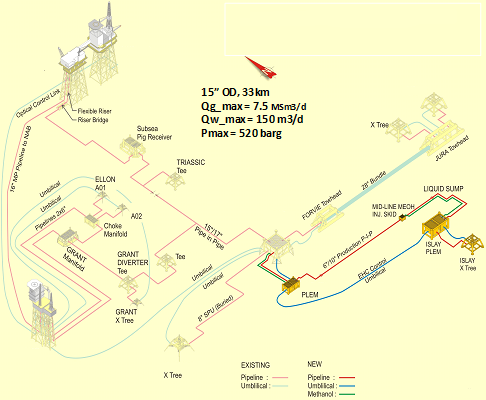 15” OD, 33km
Qg_max = 7.5 MSm3/d
Qw_max = 150 m3/d
Pmax = 520 barg
Optical Control Link
Flexible Riser
Riser Bridge
16" MP Pipeline to NAB
Subsea
Pig Receiver
TRIASSIC
Tee
X Tree
JURA Towhead
28" Bundle
FORVIE Towhead
LIQUID SUMP
MID-LINE MEOH
INJ. SKID
ISLAY
PLEM
ISLAY
X Tree
Umbilical
ELLON
A01
A02
Pipelines 2x8"
Choke
Manifold
GRANT
Manifold
GRANT
DIVERTER
Tee
Tee
GRANT
X Tree
15"/17"
Pipe in Pipe
Umbilical
Umbilical
8" SPU (Buried)
X Tree
6"/10" Production P-I-P
PLEM
EHC Control
Umbilical
EXISTING
Pipeline :
Umbilical :
NEW
Pipeline :
Umbilical :
Methanol :